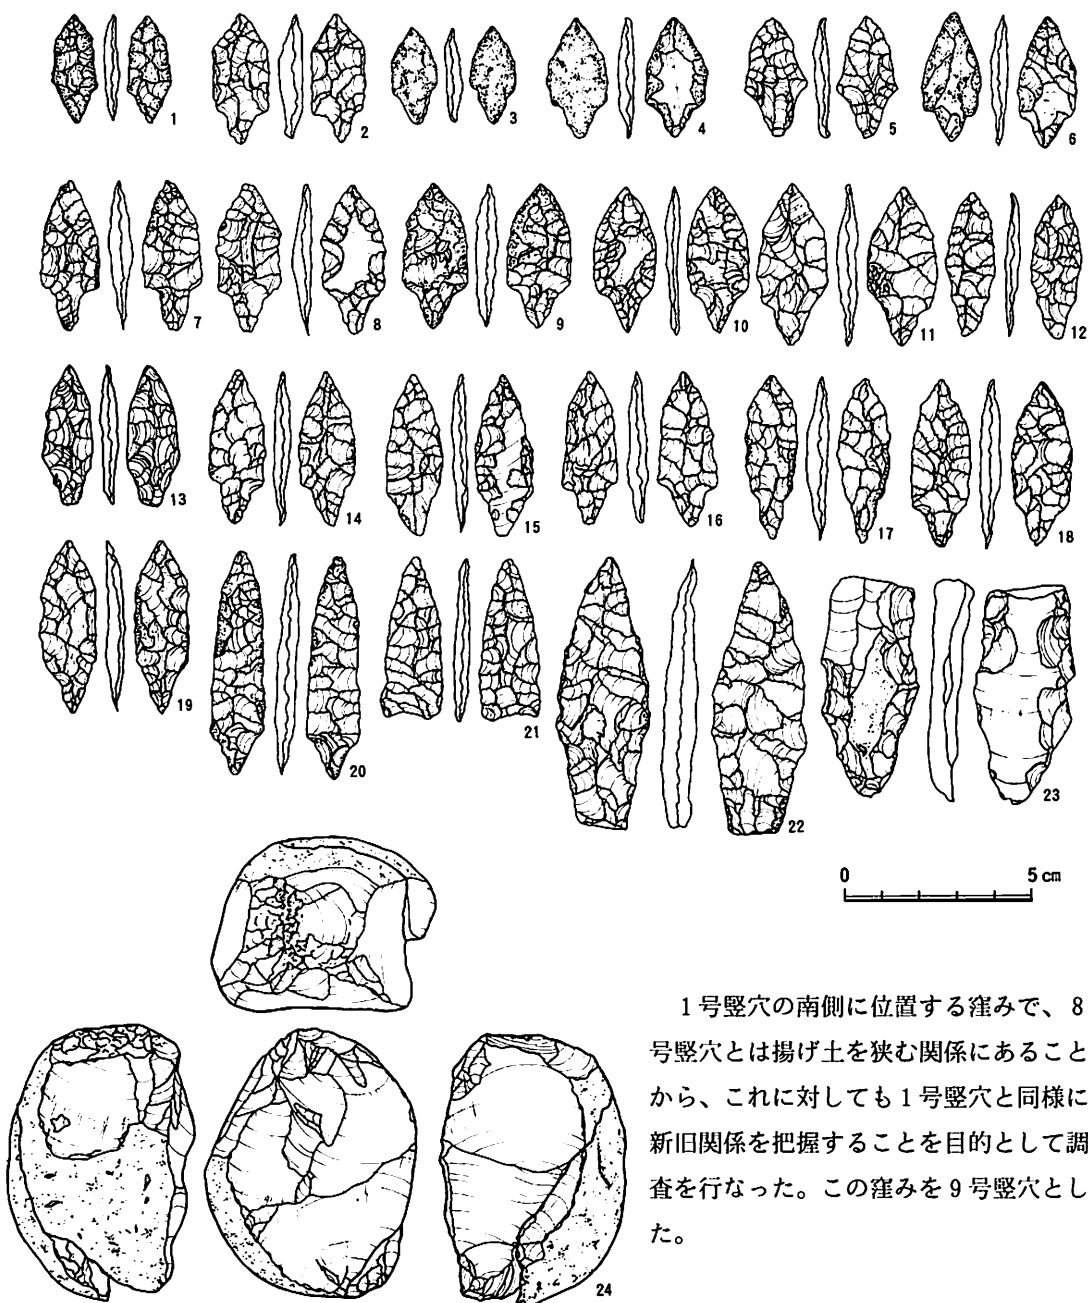 1 2 3 4 5 6
7 8 9 10 11 12
13 14 15 16 17 18
19 20 21 22 23
0 5 cm
1号竪穴の南側に位置する窪みで、8
号竪穴とは揚げ土を狭む関係にあること
から、これに対しても1号竪穴と同様に
新旧関係を把握することを目的として調
査を行なった。この窪みを9号竪穴とし
た。
24